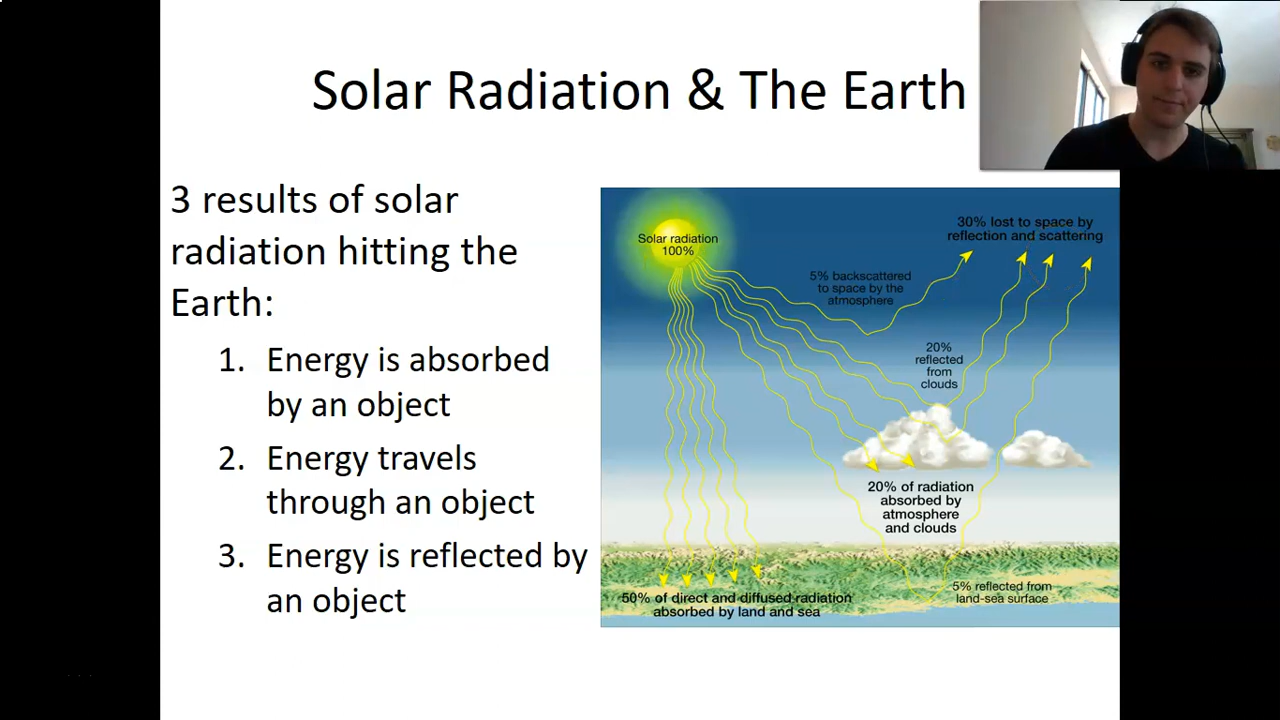 Solar Radiation & The Earth
3 results of solar
radiation hitting the
Earth:
1. Energy is absorbed
by an object
2. Energy travels
through an object
3. Energy is reflected by
an object
Solar radiation
100%
30% lost to space by
reflection and scattering
5% backscattered
to space by the
atmosphere
20%
reflected
from
clouds
20% of radiation
absorbed by
atmosphere
and clouds
50% of direct and diffused radiation
absorbed by land and sea
5% reflected from
land-sea surface